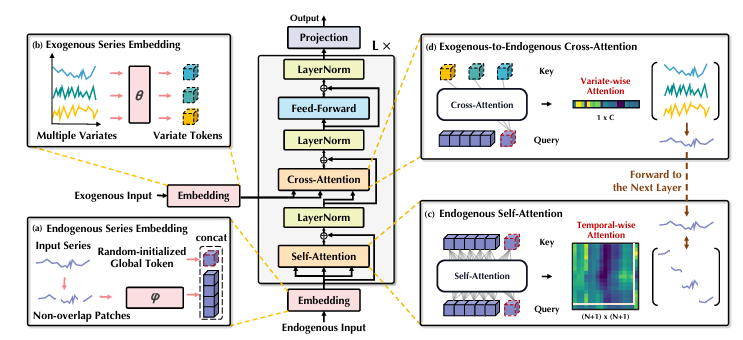 Output
Projection
L ×
LayerNorm
Feed-Forward
LayerNorm
Cross-Attention
LayerNorm
Self-Attention
Embedding
Endogenous Input
Exogenous Input
Embedding
(b) Exogenous Series Embedding
θ
Multiple Variates
Variate Tokens
(a) Endogenous Series Embedding
Input Series
Random-initialized
Global Token
concat
φ
Non-overlap Patches
(d) Exogenous-to-Endogenous Cross-Attention
Key
Cross-Attention
Query
Variate-wise
Attention
1 x C
Forward to
the Next Layer
(c) Endogenous Self-Attention
Key
Self-Attention
Query
Temporal-wise
Attention
(N+1) x (N+1)